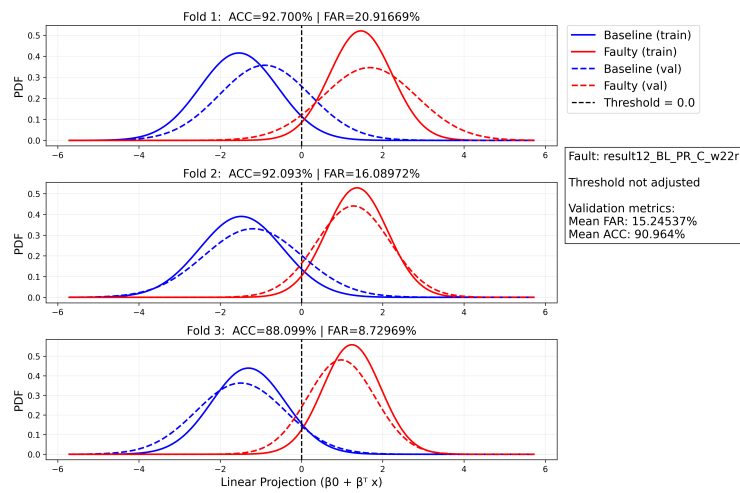 Fold 1:  ACC=92.700% | FAR=20.91669%
PDF
0.5
0.4
0.3
0.2
0.1
0.0
−6
−4
−2
0
2
4
6
Baseline (train)
Faulty (train)
Baseline (val)
Faulty (val)
Threshold = 0.0
Fault: result12_BL_PR_C_w22r
Threshold not adjusted
Validation metrics:
Mean FAR: 15.24537%
Mean ACC: 90.964%
Fold 2:  ACC=92.093% | FAR=16.08972%
PDF
0.5
0.4
0.3
0.2
0.1
0.0
−6
−4
−2
0
2
4
6
Fold 3:  ACC=88.099% | FAR=8.72969%
PDF
0.5
0.4
0.3
0.2
0.1
0.0
−6
−4
−2
0
2
4
6
Linear Projection (β0 + βᵀ x)